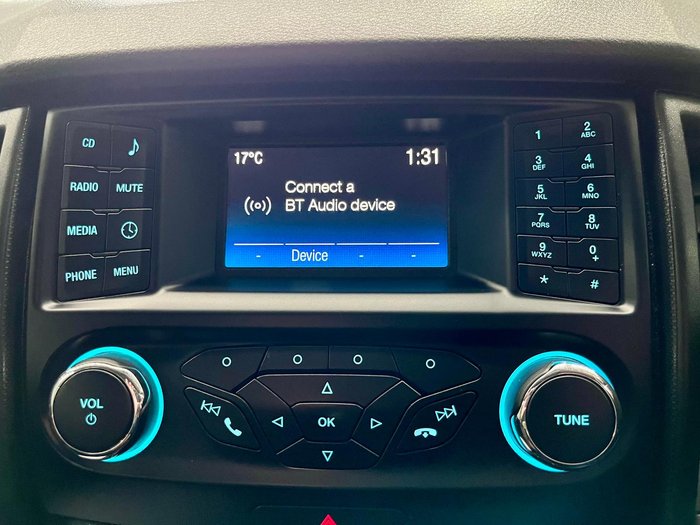 CD
RADIO MUTE
MEDIA
PHONE MENU
17°C 1:31
Connect a
BT Audio device
- Device - -
1 2 ABC
3 DEF 4 GHI
5 JKL 6 MNO
7 PQRS 8 TUV
9 WXYZ 0 +
* #
VOL
OK
TUNE